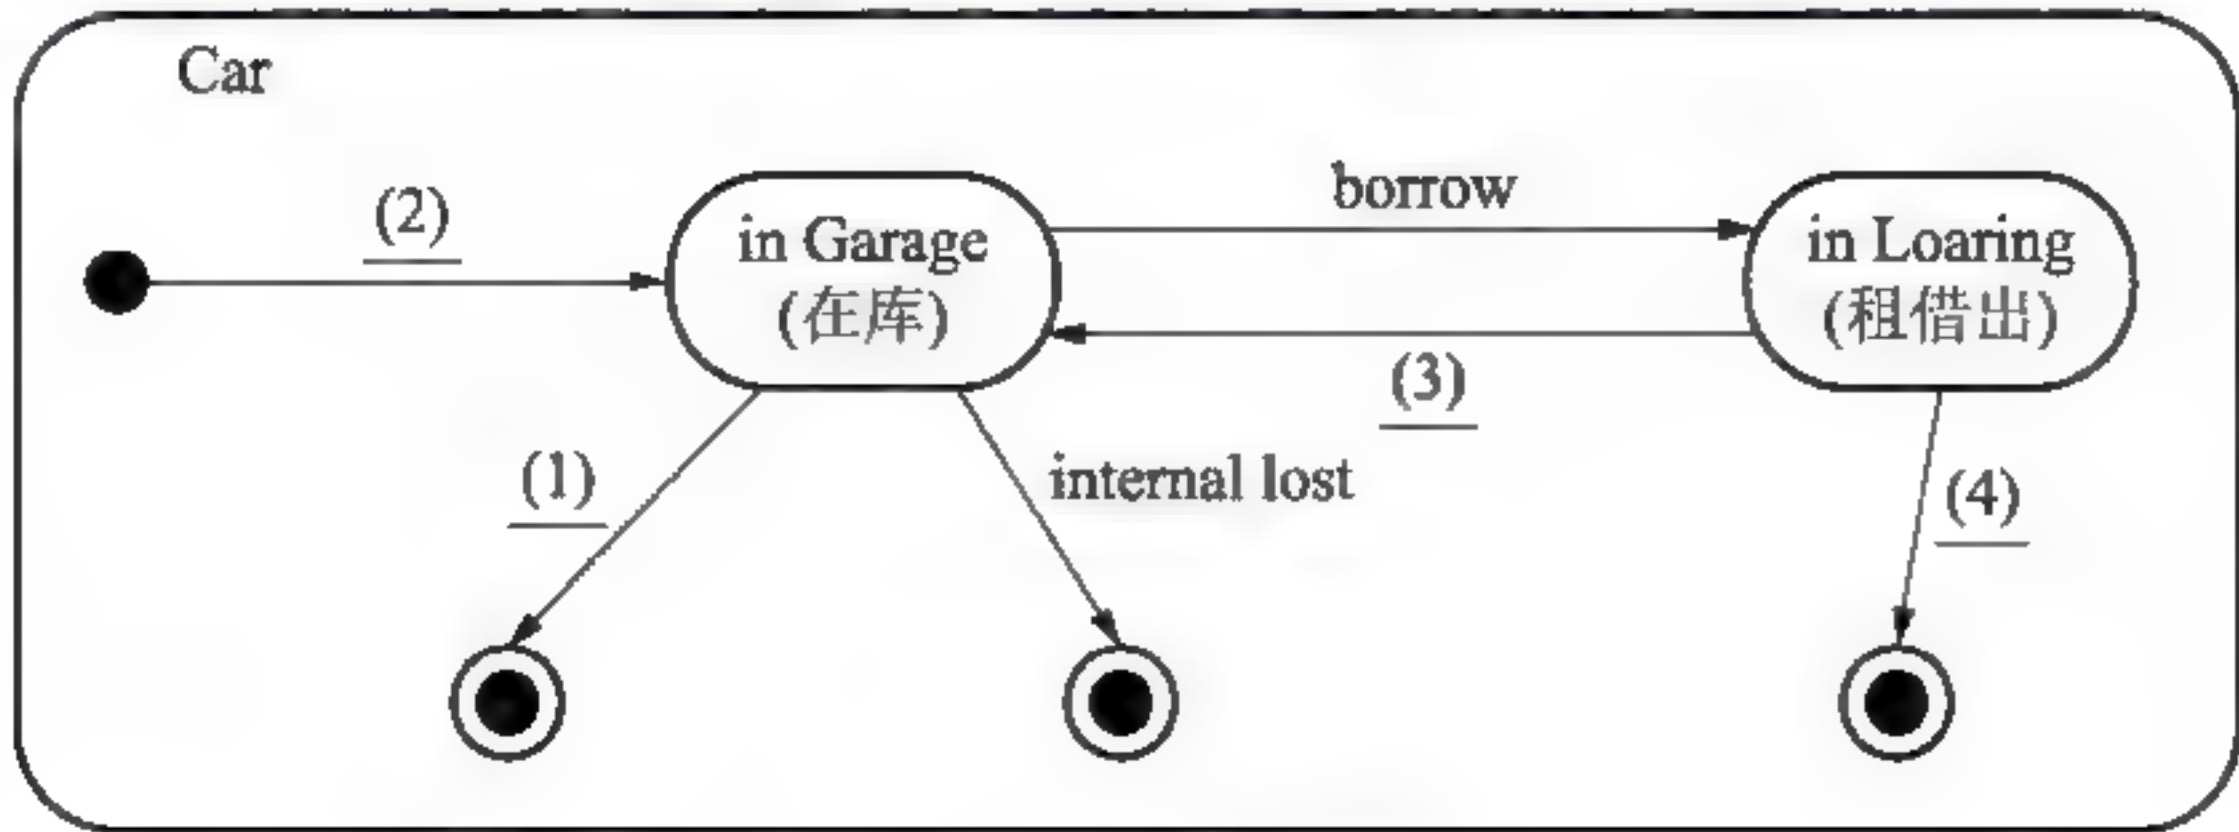 Car
(2)
in Garage
(在库)
borrow
in Loaring
(租借出)
(3)
(1)
internal lost
(4)